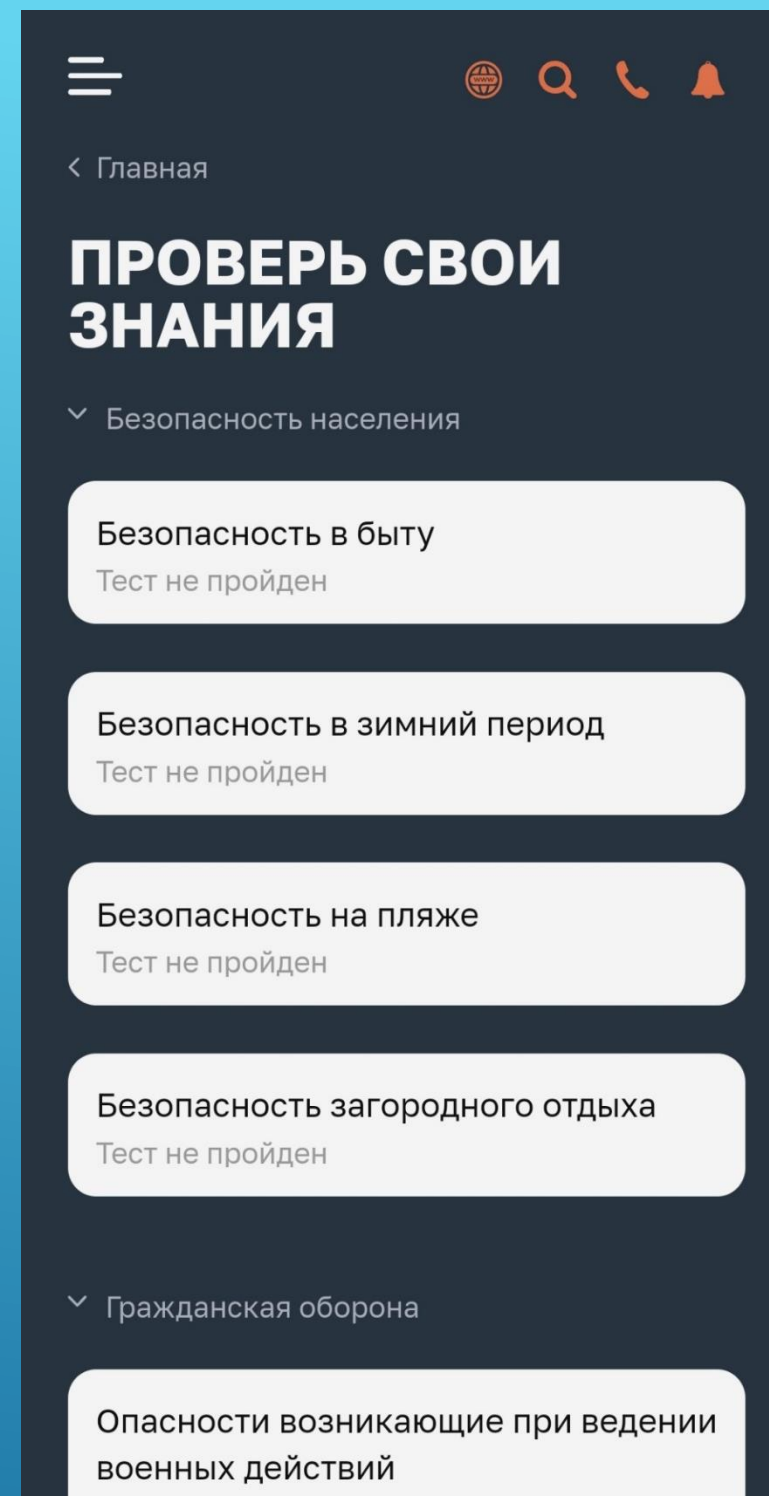 www
Главная
ПРОВЕРЬ СВОИ
ЗНАНИЯ
Безопасность населения
Безопасность в быту
Тест не пройден
Безопасность в зимний период
Тест не пройден
Безопасность на пляже
Тест не пройден
Безопасность загородного отдыха
Тест не пройден
Гражданская оборона
Опасности возникающие при ведении
военных действий